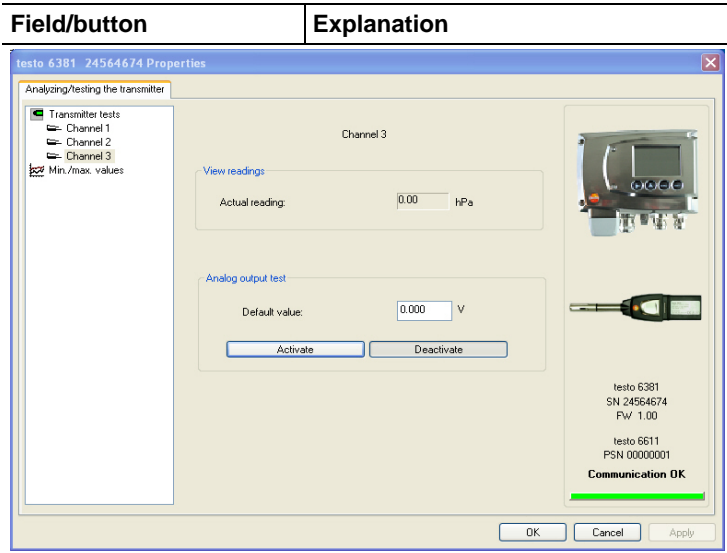 Field/button Explanation
testo 6381 24564674 Properties
Analyzing/testing the transmitter
Transmitter tests
Channel 1
Channel 2
Channel 3
Min./max. values
Channel 3
View readings
Actual reading: 0.00 hPa
Analog output test
Default value: 0.000 V
Activate Deactivate
testo 6381
SN 24564674
FW 1.00
testo 6611
PSN 00000001
Communication OK
OK Cancel Apply